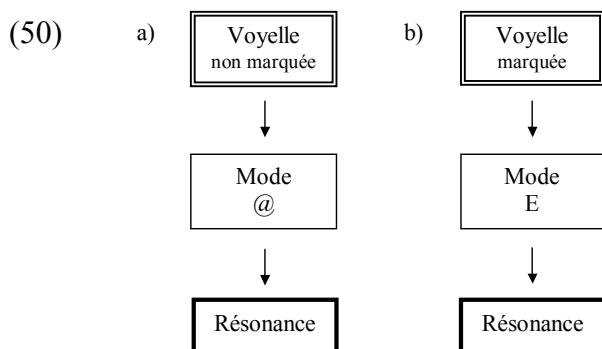 (50) a) b)
Voyelle
non marquée
Voyelle
marquée
Mode
@
Mode
E
Résonance
Résonance